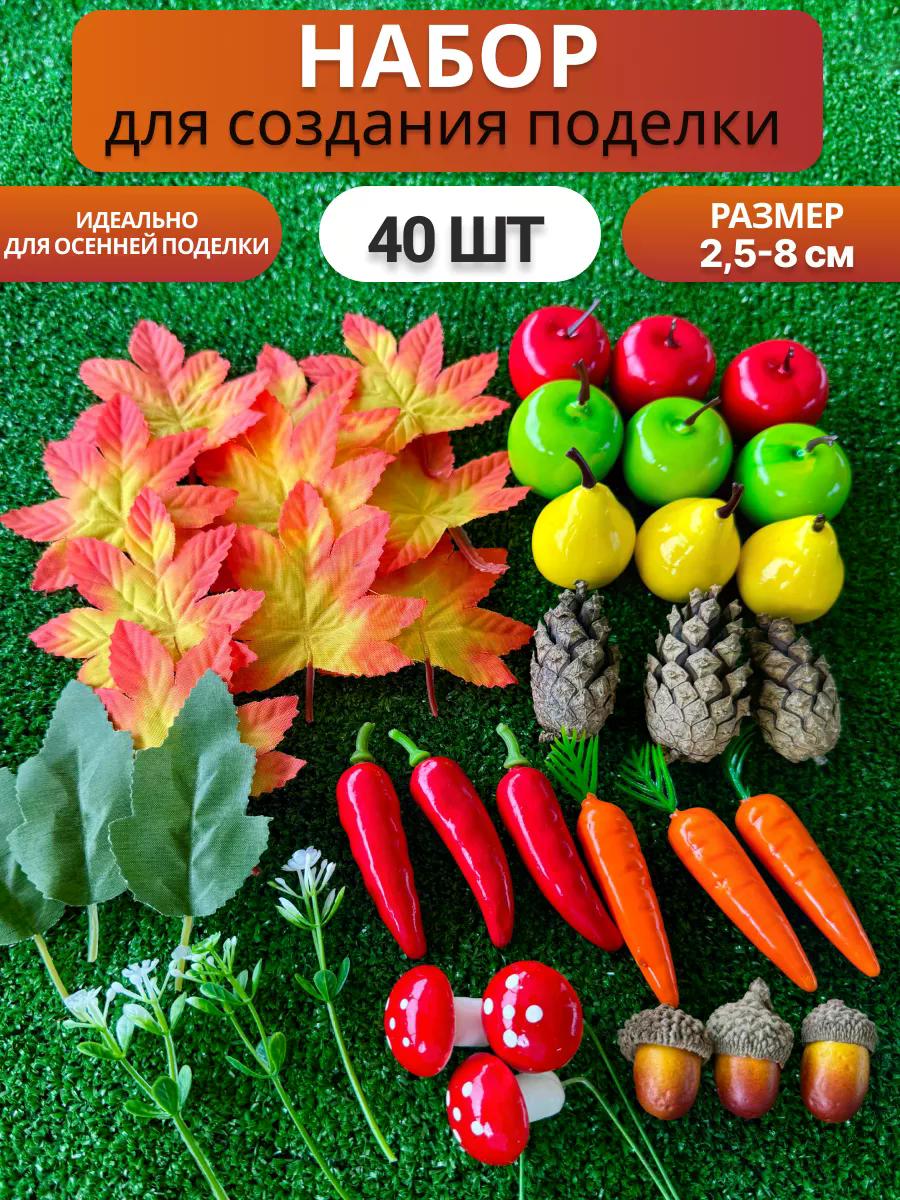 НАБОР
для создания поделки
ИДЕАЛЬНО
ДЛЯ ОСЕННЕЙ ПОДЕЛКИ
40 ШТ
РАЗМЕР
2,5-8 см